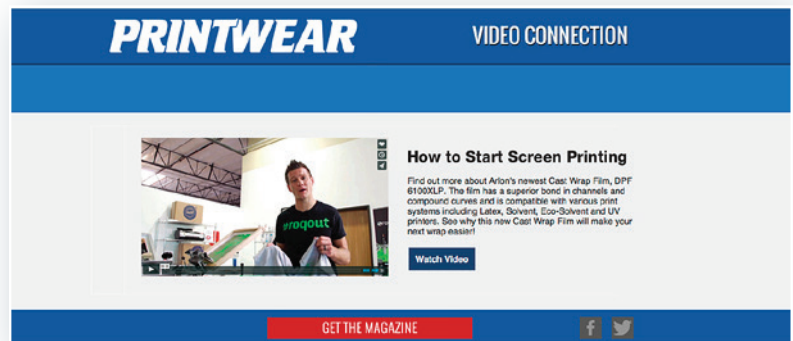 PRINTWEAR
VIDEO CONNECTION
#roqout
How to Start Screen Printing
Find out more about Arlon's newest Cast Wrap Film, DPF
6100XLP. The film has a superior bond in channels and
compound curves and is compatible with various print
systems including Latex, Solvent, Eco-Solvent and UV
printers. See why this new Cast Wrap Film will make your
next wrap easier!
Watch Video
GET THE MAGAZINE